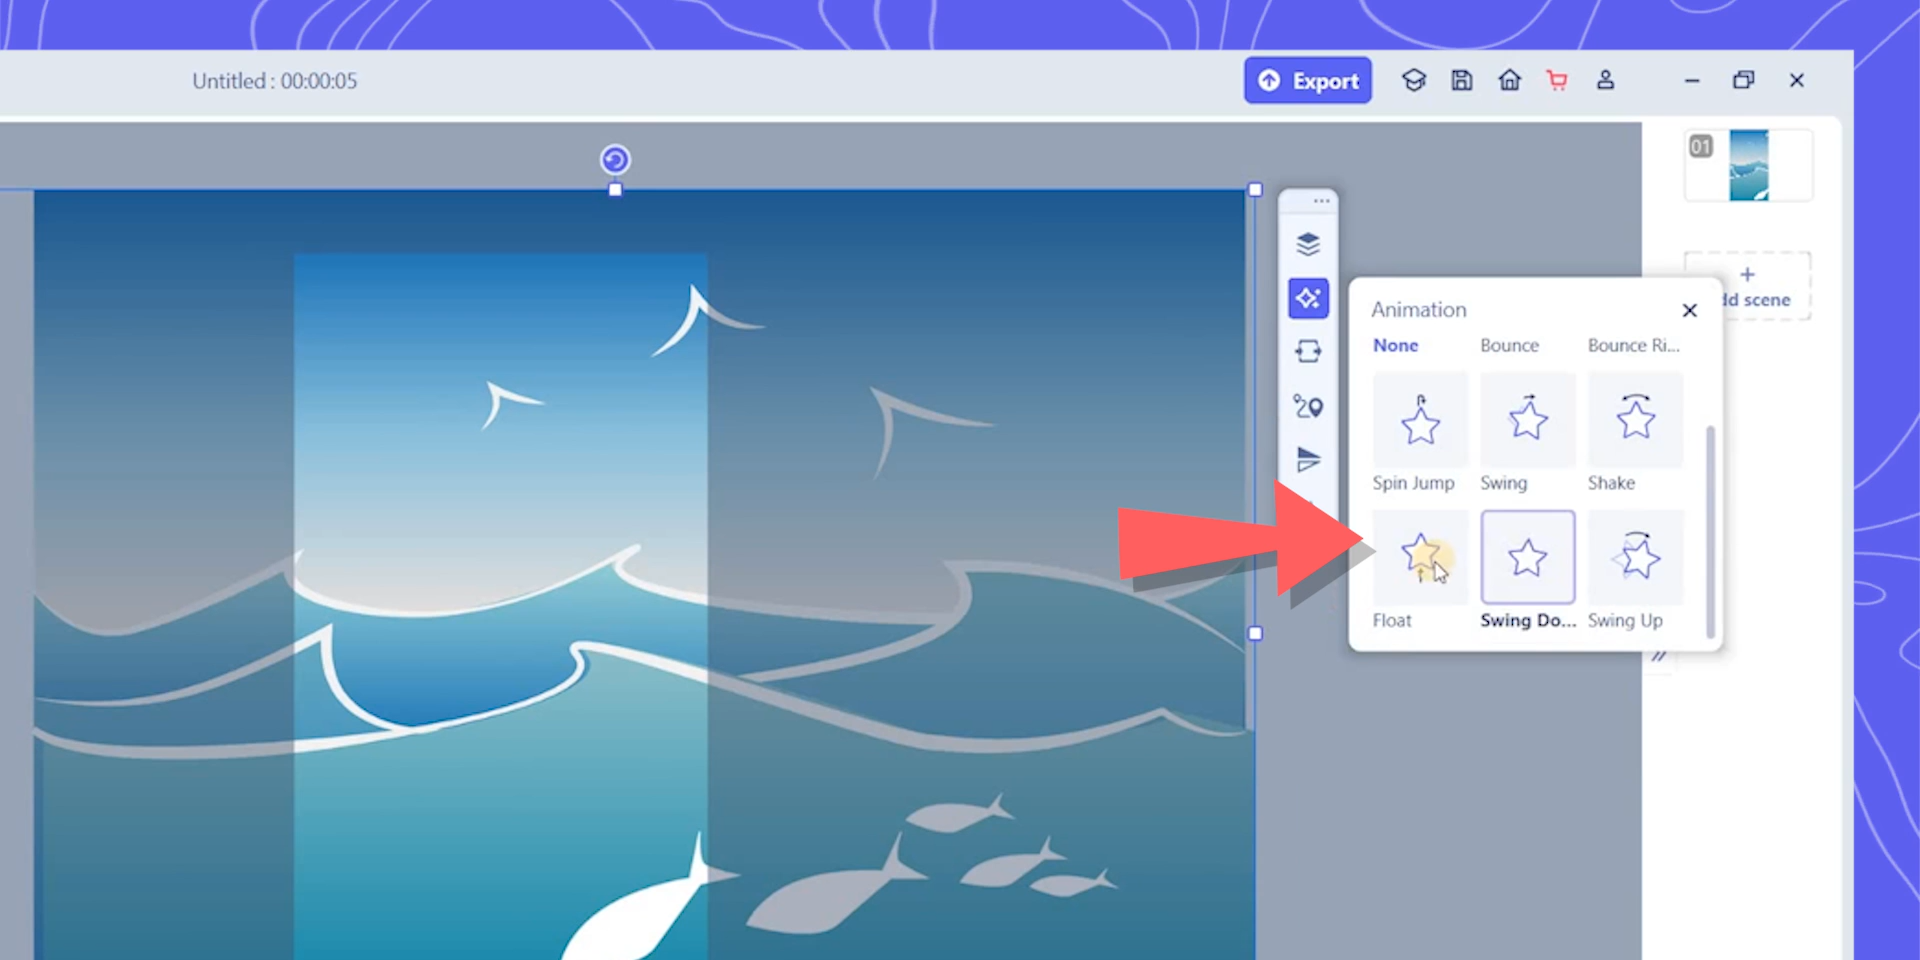 Untitled : 00:00:05
Export
01
dd scene
Animation
None
Bounce
Bounce Ri...
Spin Jump
Swing
Shake
Float
Swing Do...
Swing Up